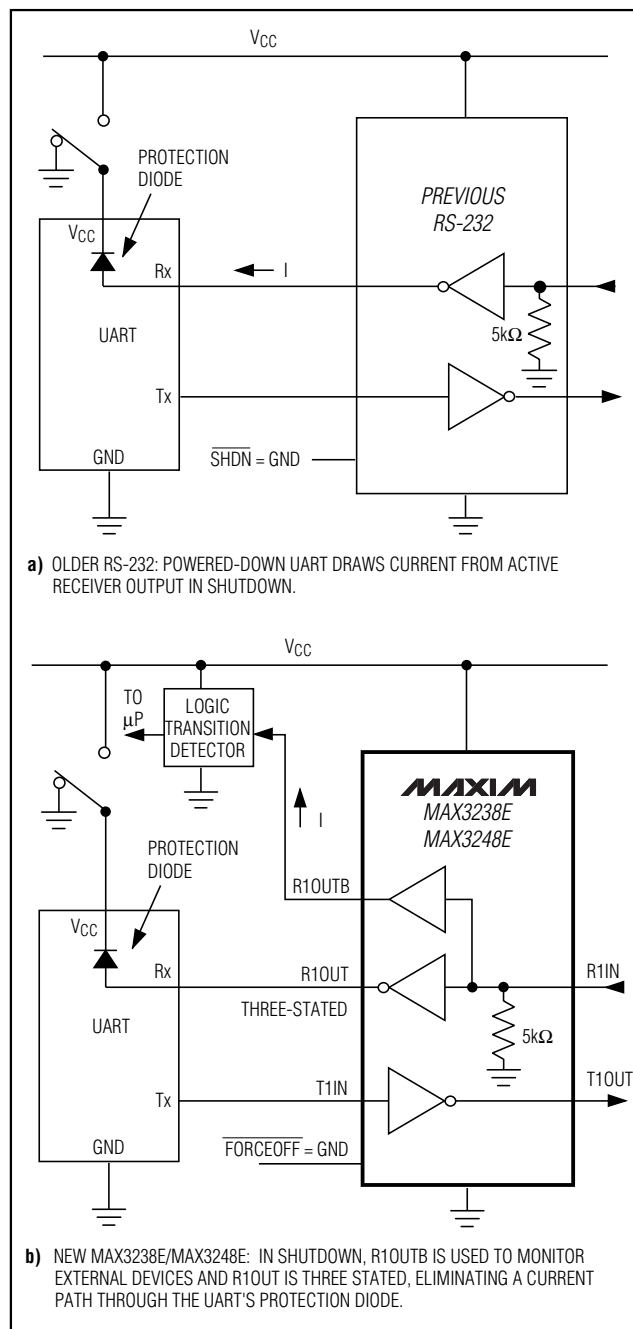 VCC
PROTECTION
DIODE
PREVIOUS
RS-232
VCC
Rx
I
UART
5kΩ
Tx
GND
SHDN = GND
a) OLDER RS-232: POWERED-DOWN UART DRAWS CURRENT FROM ACTIVE
RECEIVER OUTPUT IN SHUTDOWN.
VCC
TO
µP
LOGIC
TRANSITION
DETECTOR
MAXIM
MAX3238E
MAX3248E
I
PROTECTION
DIODE
R1OUTB
VCC
Rx
R1OUT
R1IN
THREE-STATED
UART
5kΩ
Tx
T1IN
T1OUT
GND
FORCEOFF = GND
b) NEW MAX3238E/MAX3248E: IN SHUTDOWN, R1OUTB IS USED TO MONITOR
EXTERNAL DEVICES AND R1OUT IS THREE STATED, ELIMINATING A CURRENT
PATH THROUGH THE UART'S PROTECTION DIODE.